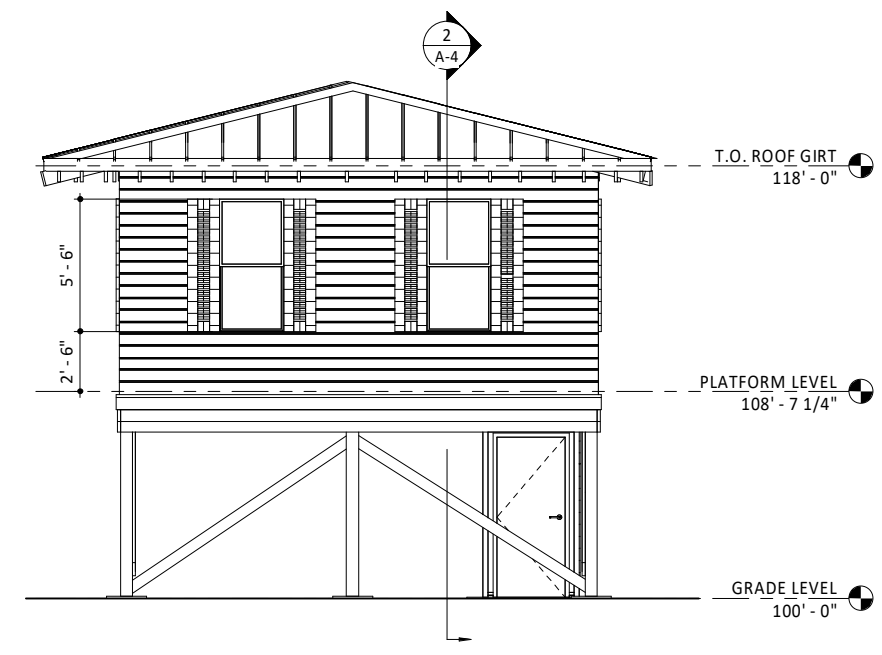 2
A-4
T.O. ROOF GIRT
118' - 0"
5' - 6"
2' - 6"
PLATFORM LEVEL
108' - 7 1/4"
GRADE LEVEL
100' - 0"